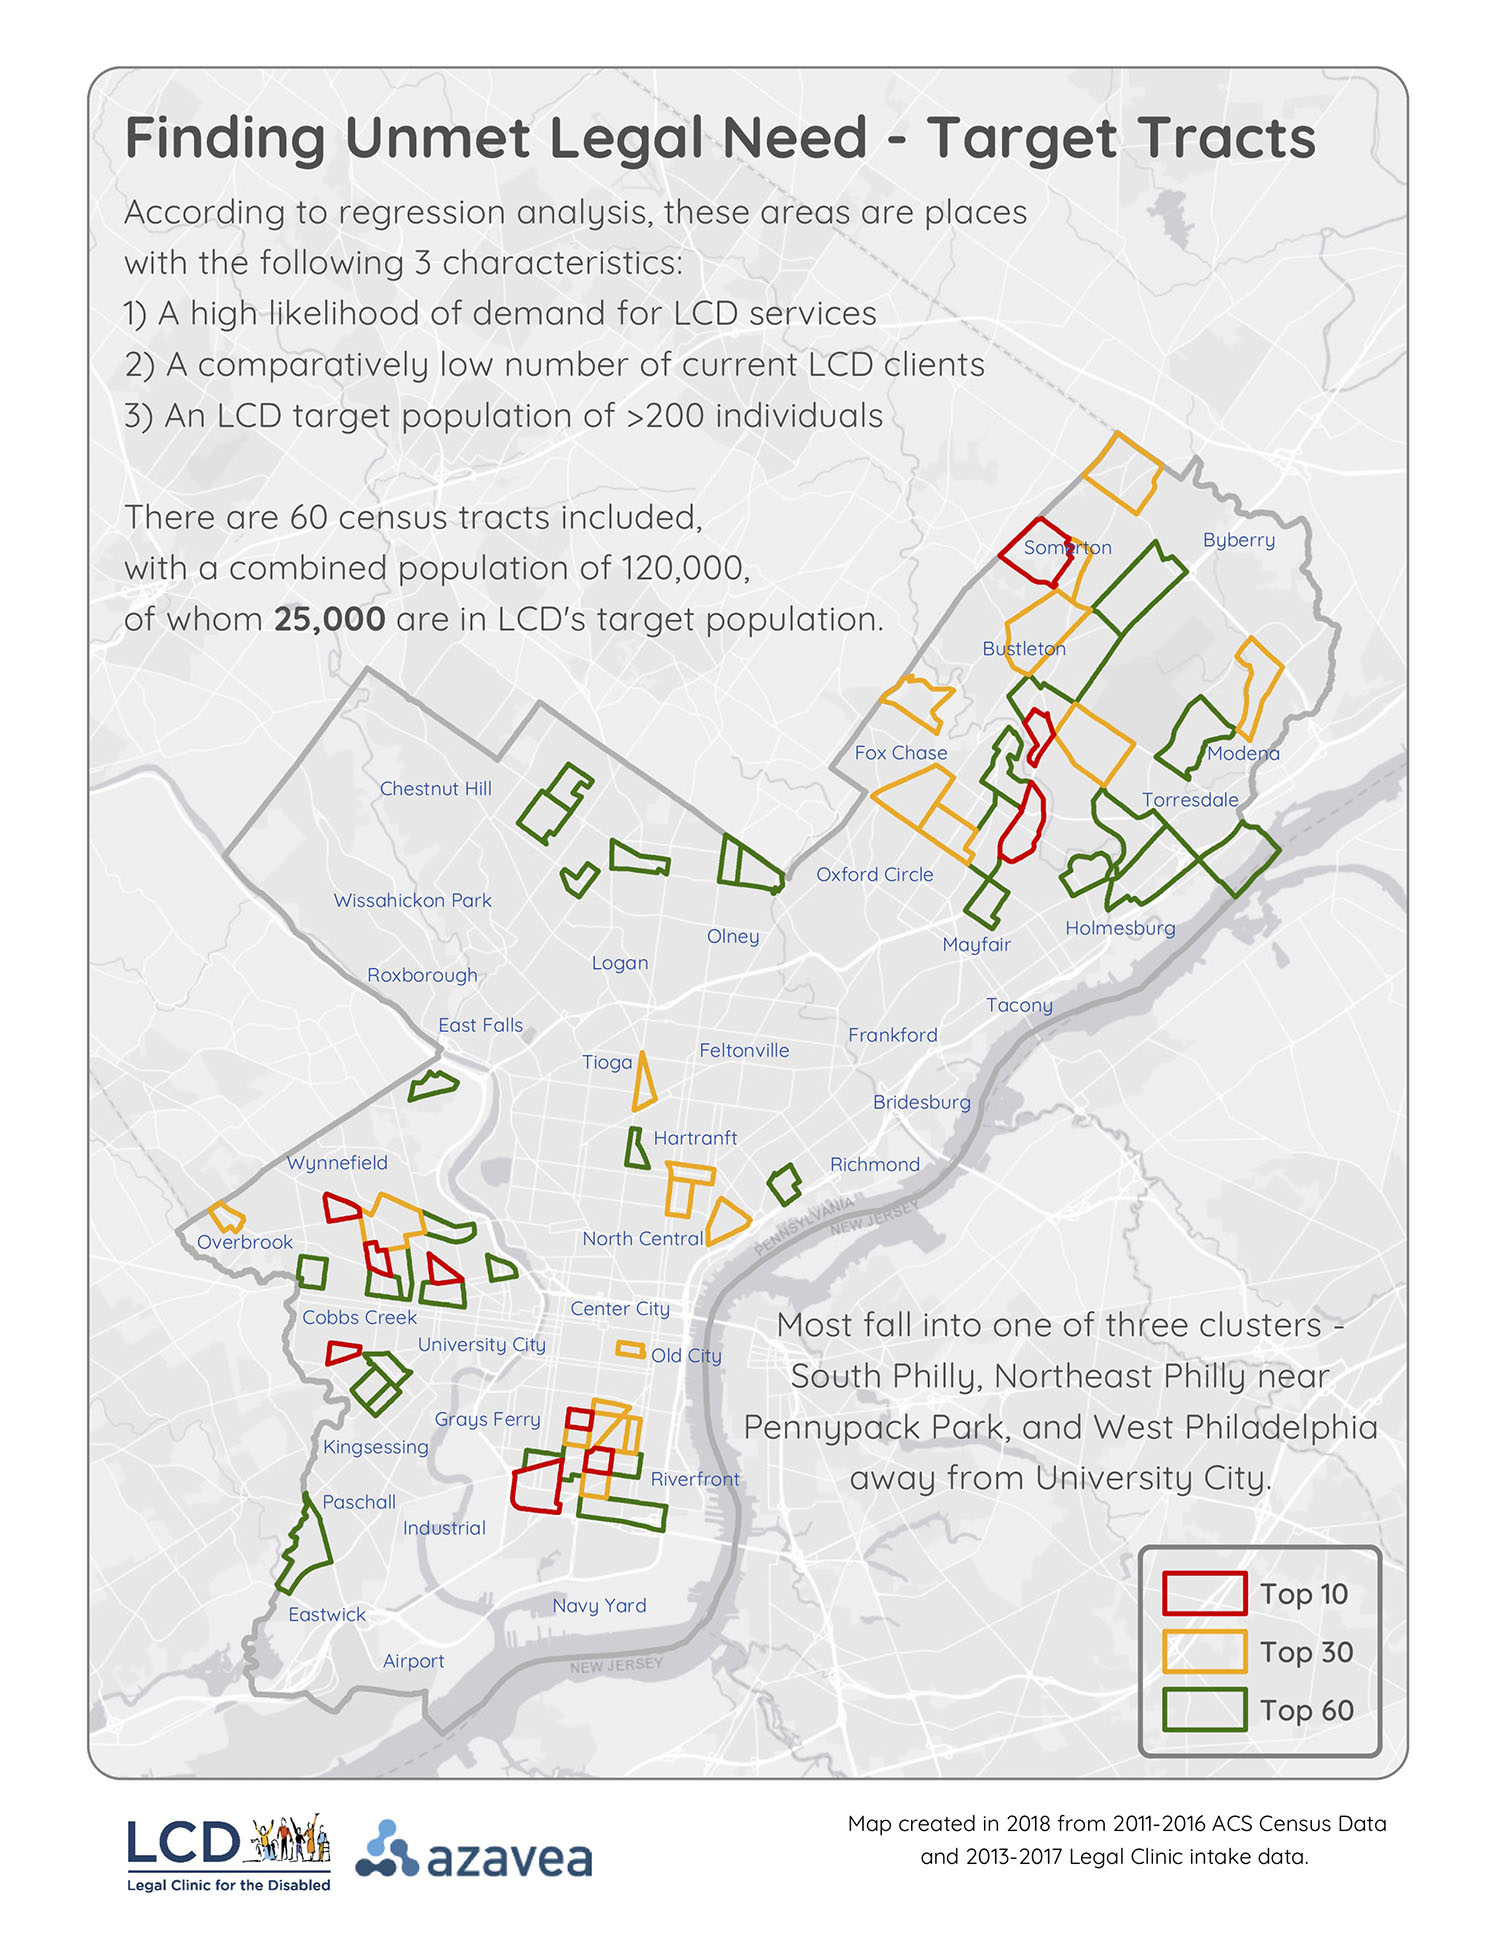 Finding Unmet Legal Need - Target Tracts
According to regression analysis, these areas are places
with the following 3 characteristics:
1) A high likelihood of demand for LCD services
2) A comparatively low number of current LCD clients
3) An LCD target population of >200 individuals
There are 60 census tracts included,
with a combined population of 120,000,
of whom 25,000 are in LCD's target population.
Byberry
Somerton
Bustleton
Fox Chase
Modena
Chestnut Hill
Torresdale
Oxford Circle
Wissahickon Park
Holmesburg
Olney
Mayfair
Logan
Roxborough
Tacony
East Falls
Frankford
Feltonville
Tioga
Bridesburg
Hartranft
Wynnefield
Richmond
PENNSYLVANIA
NEW JERSEY
Overbrook
North Central
Center City
Cobbs Creek
University City
Old City
Most fall into one of three clusters -
South Philly, Northeast Philly near
Pennypack Park, and West Philadelphia
away from University City.
Grays Ferry
Kingsessing
Riverfront
Paschall
Industrial
Navy Yard
Eastwick
Airport
NEW JERSEY
Top 10
Top 30
Top 60
LCD
Legal Clinic for the Disabled
azavea
Map created in 2018 from 2011-2016 ACS Census Data
and 2013-2017 Legal Clinic intake data.